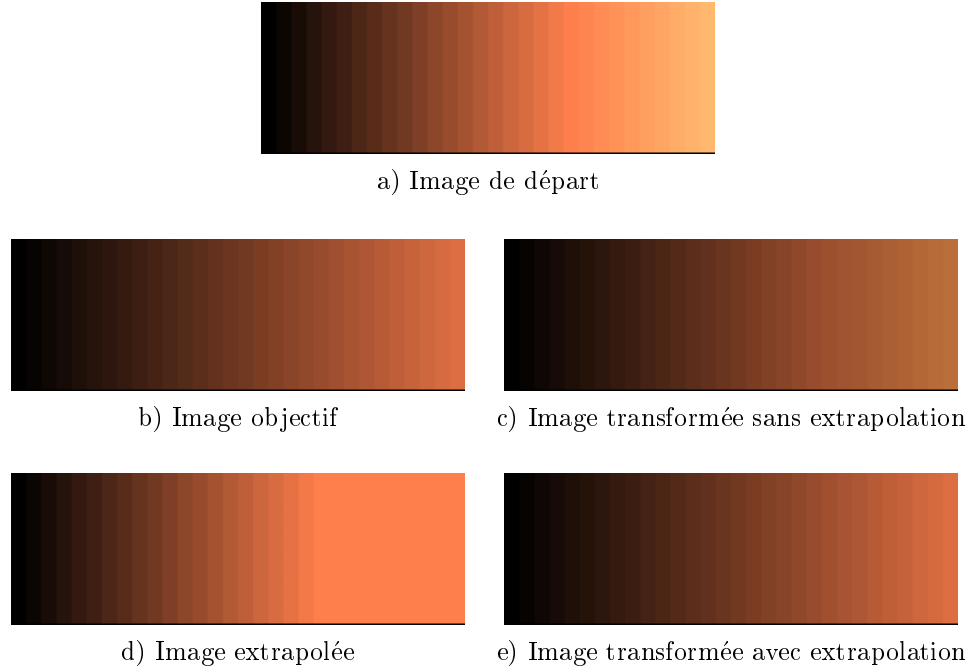 a) Image de départ
b) Image objectif
c) Image transformée sans extrapolation
d) Image extrapolée
e) Image transformée avec extrapolation